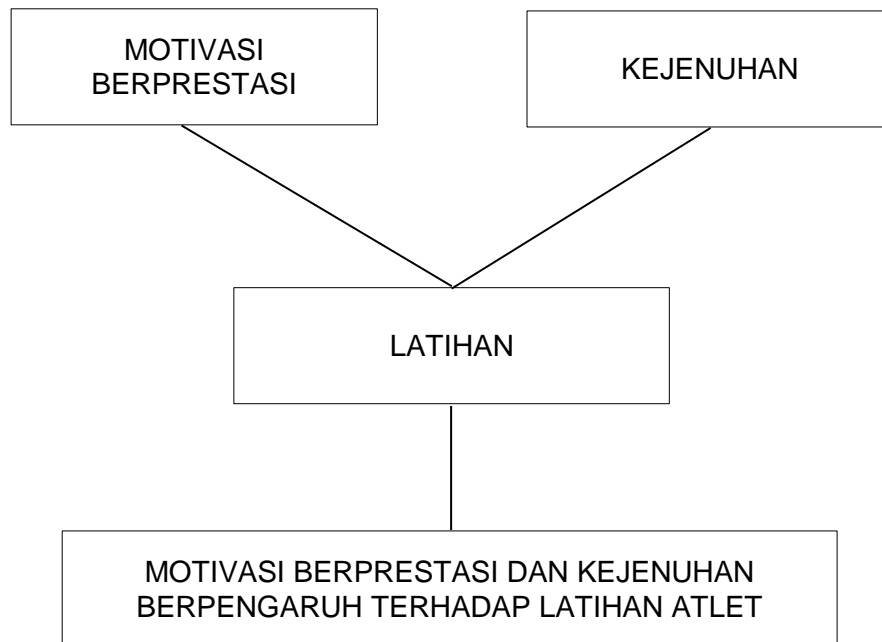 MOTIVASI
BERPRESTASI
KEJENUHAN
LATIHAN
MOTIVASI BERPRESTASI DAN KEJENUHAN
BERPENGARUH TERHADAP LATIHAN ATLET